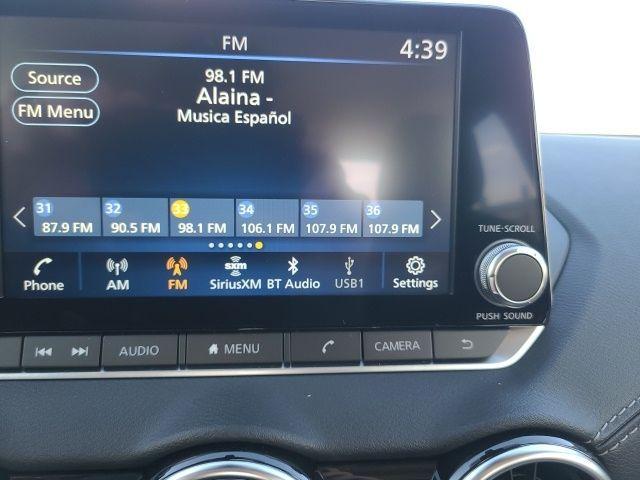 FM
4:39
Source
98.1 FM
Alaina -
FM Menu
Musica Español
31 32 33 34 35 36
87.9 FM 90.5 FM 98.1 FM 106.1 FM 107.9 FM 107.9 FM
TUNE·SCROLL
sxm
Phone AM FM SiriusXM BT Audio USB1 Settings
PUSH SOUND
AUDIO MENU CAMERA